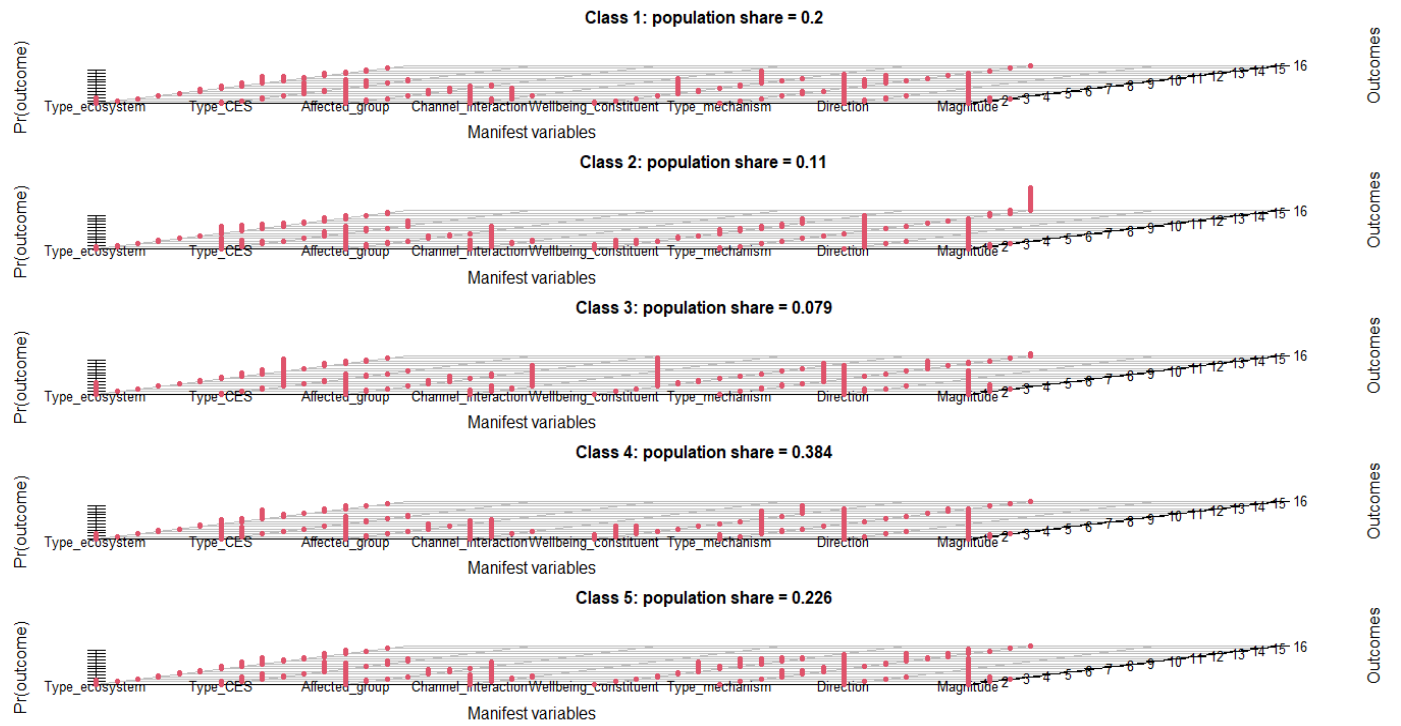 Class 1: population share = 0.2
Pr(outcome)
Outcomes
Type_ecosystem Type_CES Affected_group Channel_interaction Wellbeing_constituent Type_mechanism Direction Magnitude
2 3 4 5 6 7 8 9 10 11 12 13 14 15 16
Manifest variables
Class 2: population share = 0.11
Pr(outcome)
Outcomes
Type_ecosystem Type_CES Affected_group Channel_interaction Wellbeing_constituent Type_mechanism Direction Magnitude
2 3 4 5 6 7 8 9 10 11 12 13 14 15 16
Manifest variables
Class 3: population share = 0.079
Pr(outcome)
Outcomes
Type_ecosystem Type_CES Affected_group Channel_interaction Wellbeing_constituent Type_mechanism Direction Magnitude
2 3 4 5 6 7 8 9 10 11 12 13 14 15 16
Manifest variables
Class 4: population share = 0.384
Pr(outcome)
Outcomes
Type_ecosystem Type_CES Affected_group Channel_interaction Wellbeing_constituent Type_mechanism Direction Magnitude
2 3 4 5 6 7 8 9 10 11 12 13 14 15 16
Manifest variables
Class 5: population share = 0.226
Pr(outcome)
Outcomes
Type_ecosystem Type_CES Affected_group Channel_interaction Wellbeing_constituent Type_mechanism Direction Magnitude
2 3 4 5 6 7 8 9 10 11 12 13 14 15 16
Manifest variables